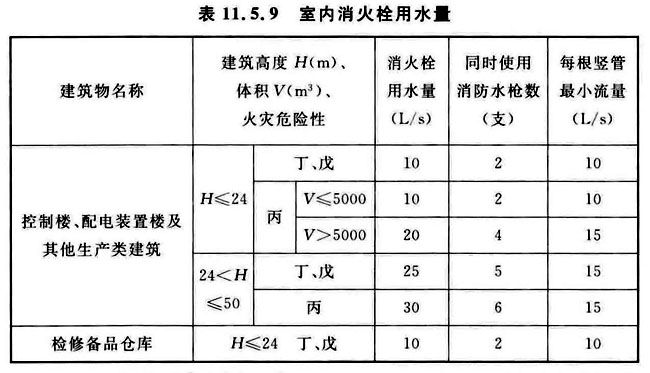 表 11.5.9 室内消火栓用水量
建筑物名称 建筑高度 H(m)、体积 V(m³)、火灾危险性 消火栓用水量(L/s) 同时使用消防水枪数(支) 每根竖管最小流量(L/s)
控制楼、配电装置楼及其他生产类建筑 H≤24 丁、戊 10 2 10
丙 V≤5000 10 2 10
V>5000 20 4 15
24<H≤50 丁、戊 25 5 15
丙 30 6 15
检修备品仓库 H≤24 丁、戊 10 2 10